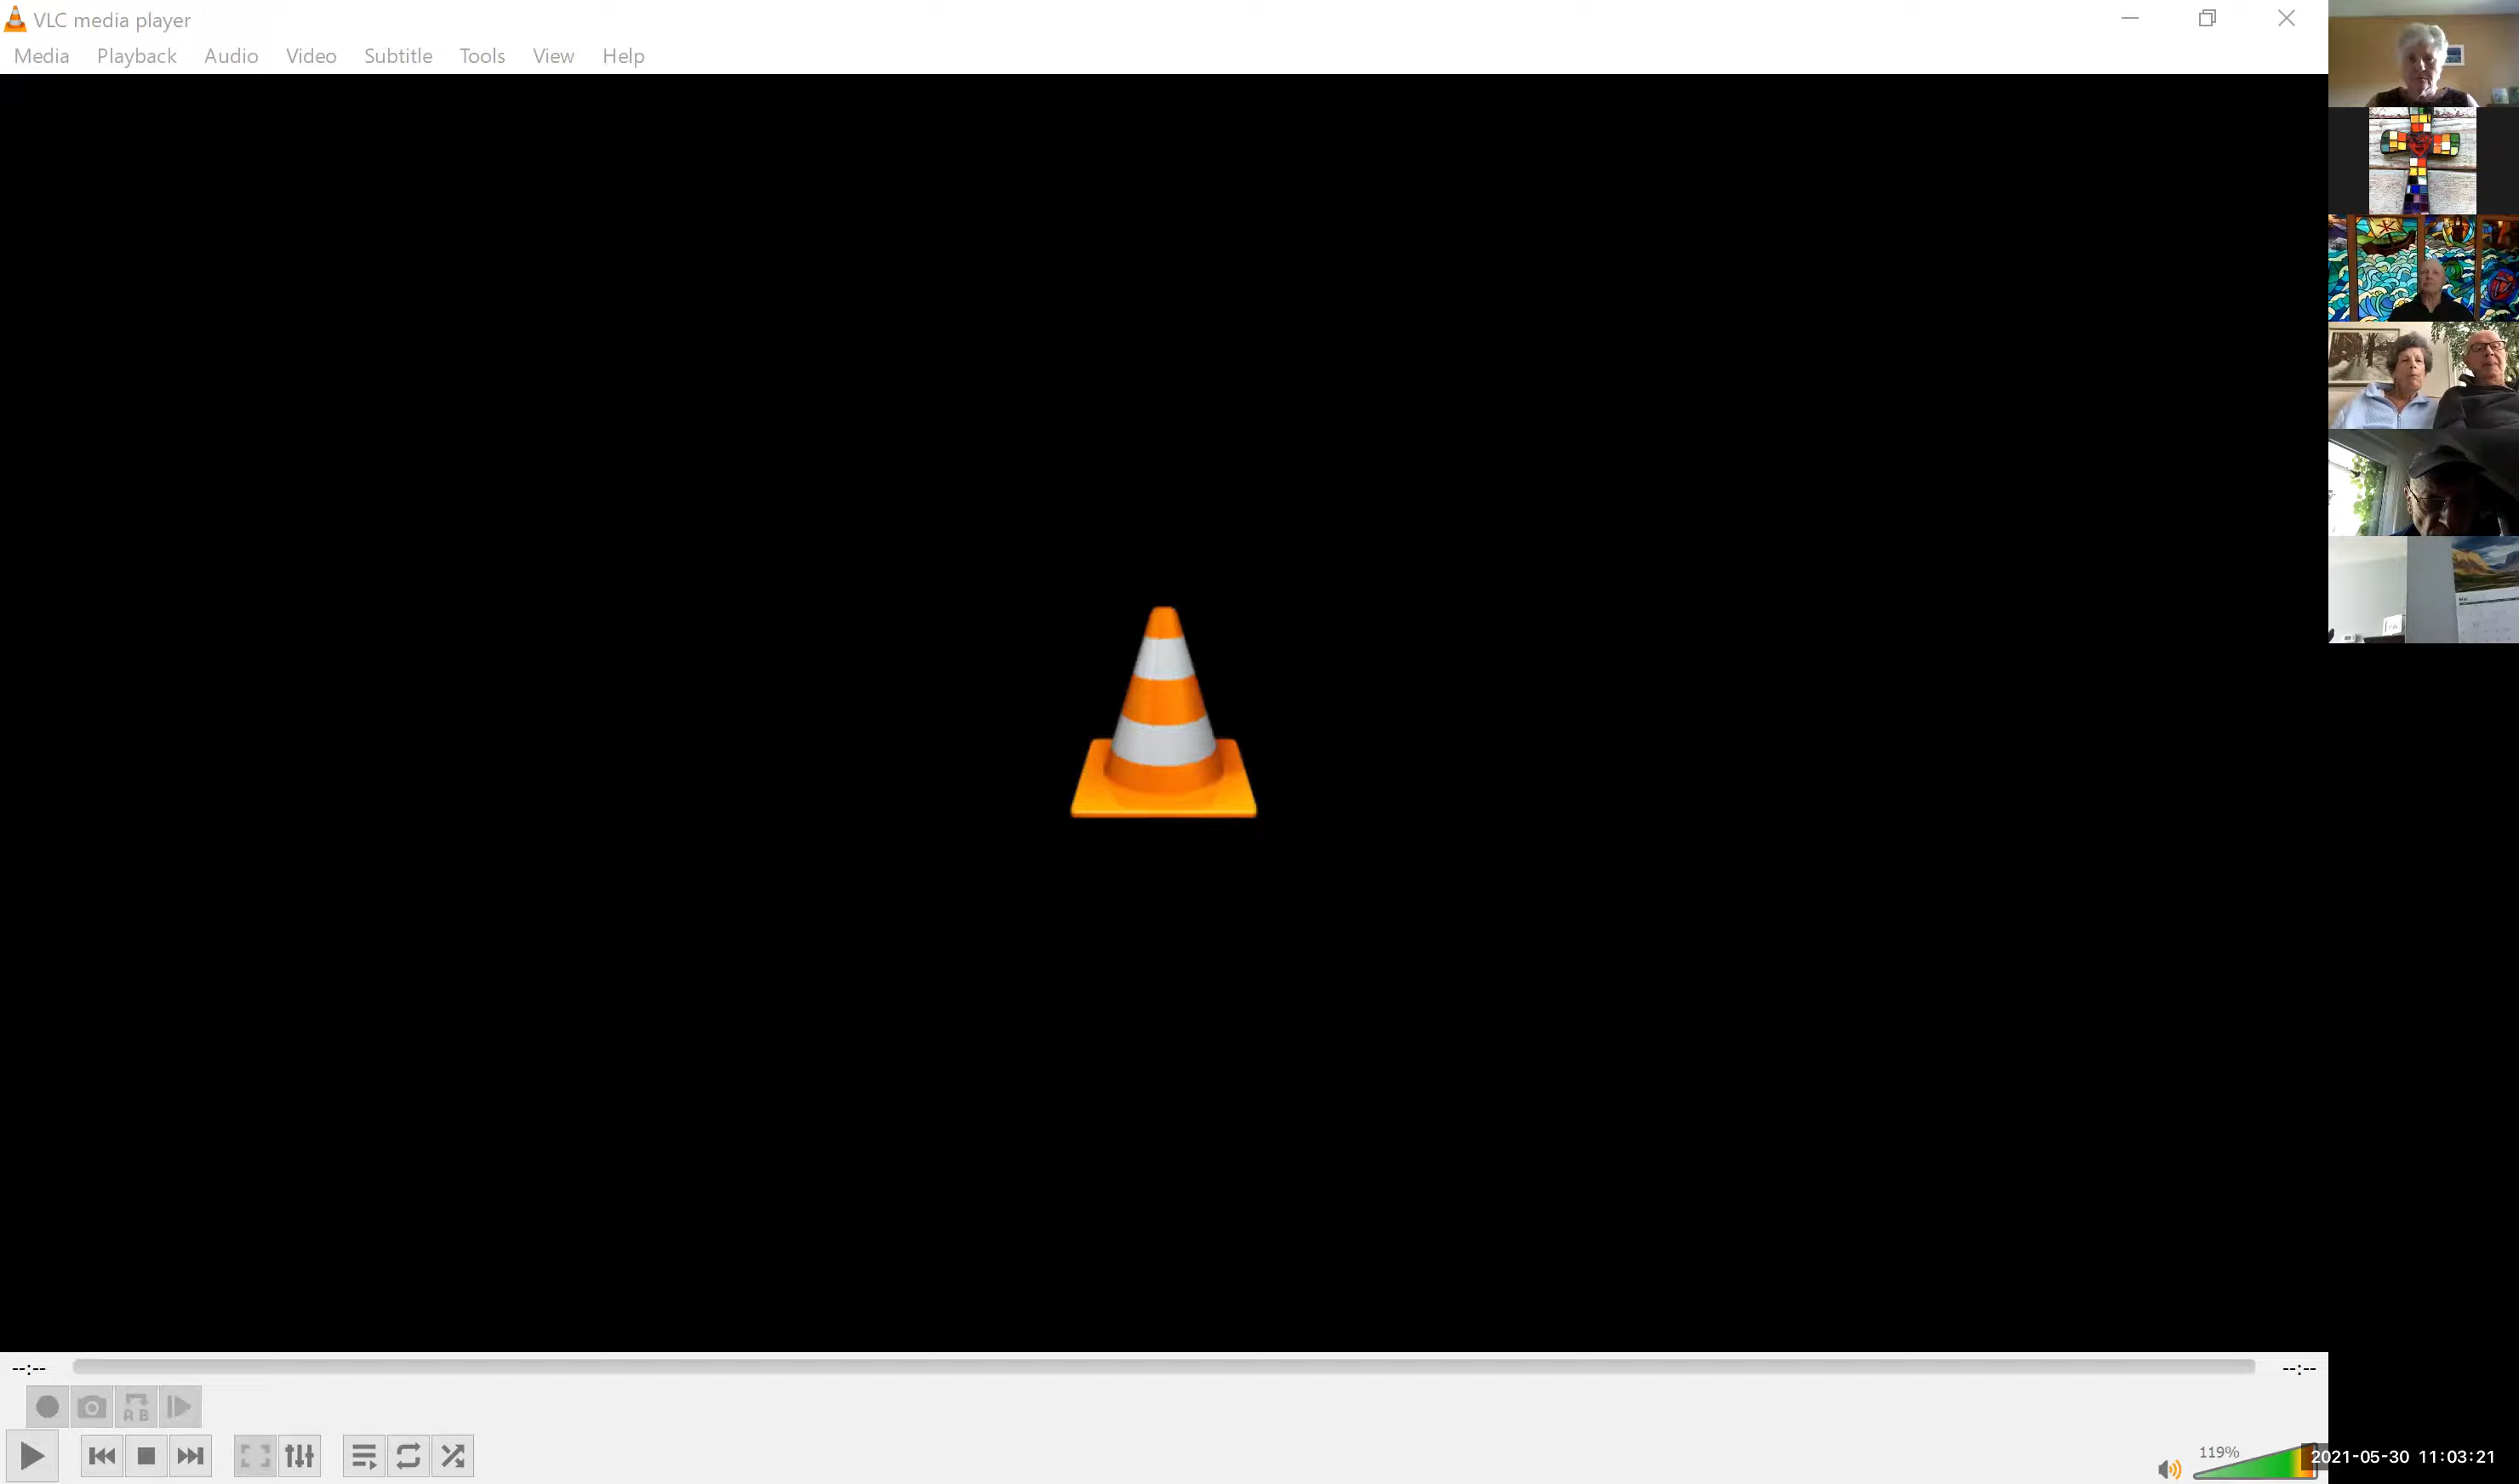 VLC media player
Media Playback Audio Video Subtitle Tools View Help
--:-- --:--
A B
119%
2021-05-30 11:03:21